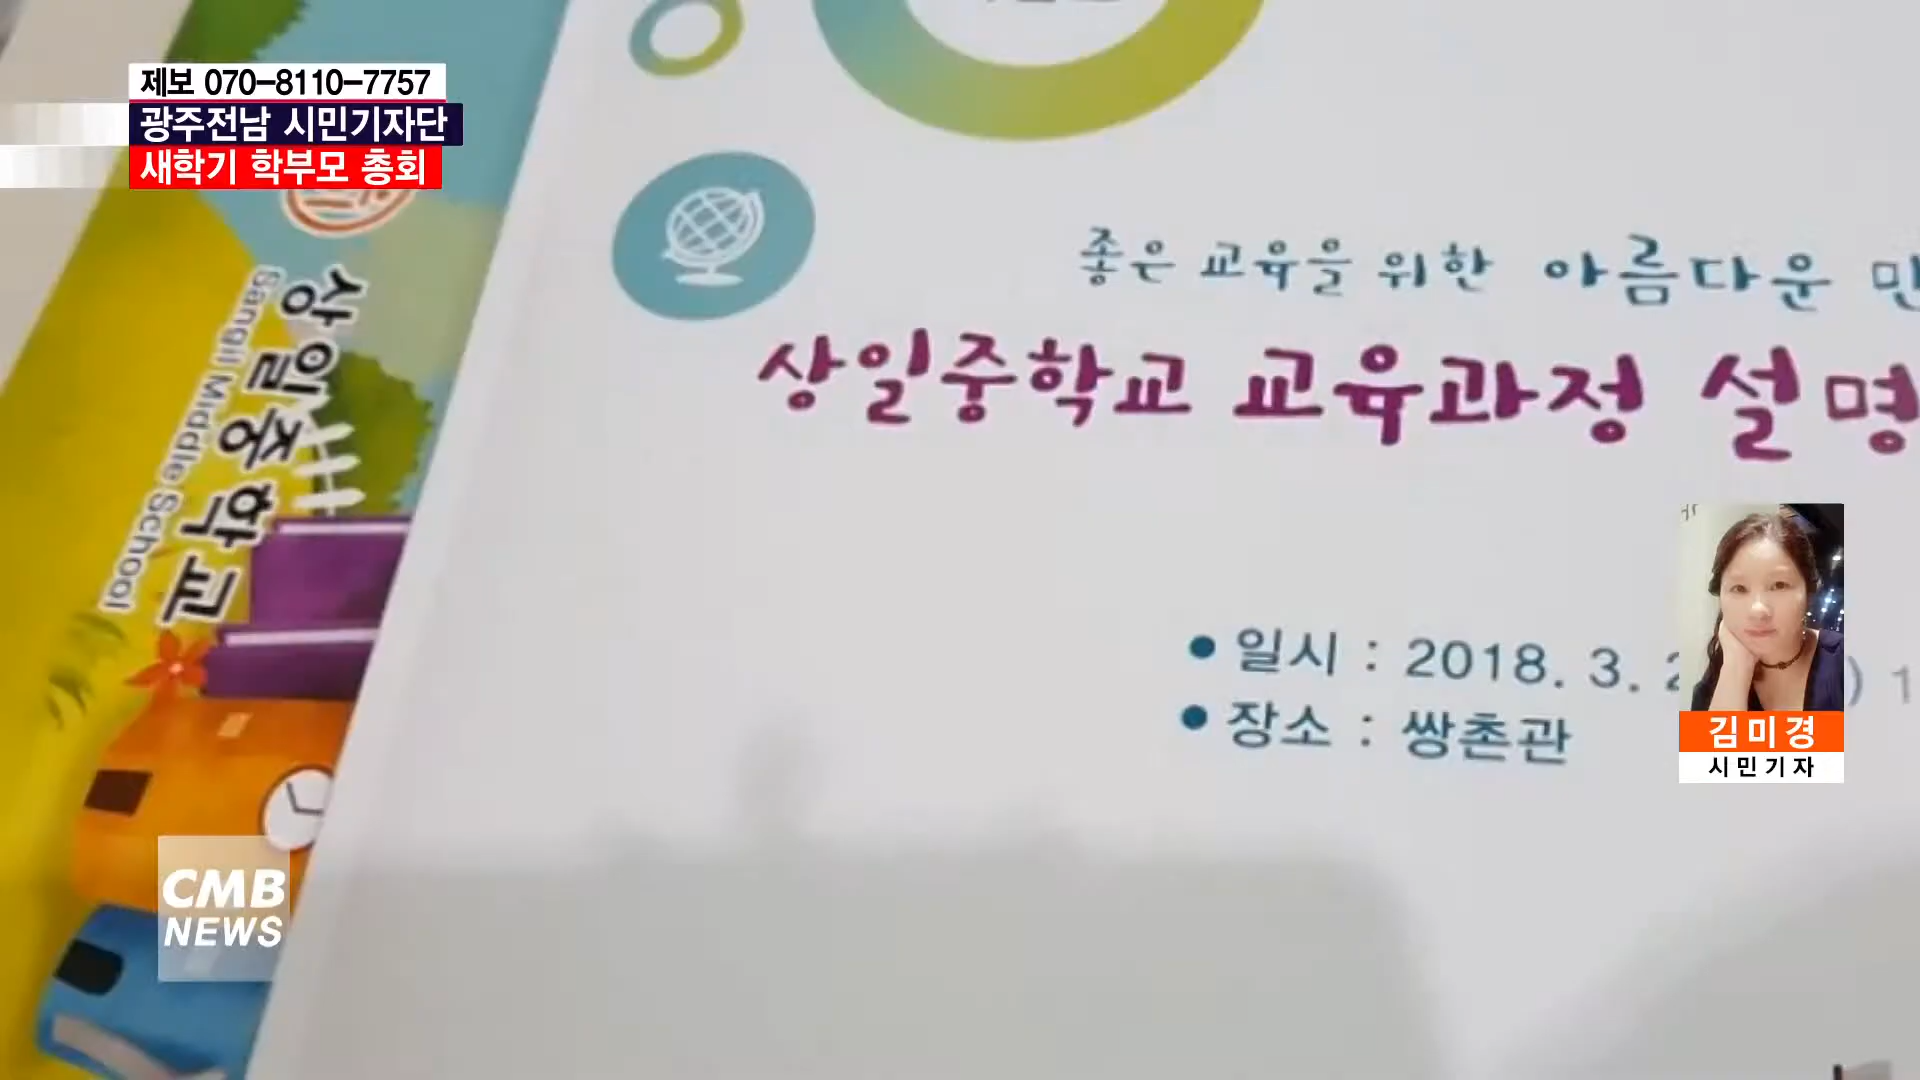 제보 070-8110-7757
광주전남 시민기자단
새학기 학부모 총회
상일중학교
Sangil Middle School
좋은 교육을 위한 아름다운
상일중학교 교육과정 설명
• 일시 : 2018. 3.
• 장소 : 쌍촌관
김미경
시민기자
CMB
NEWS